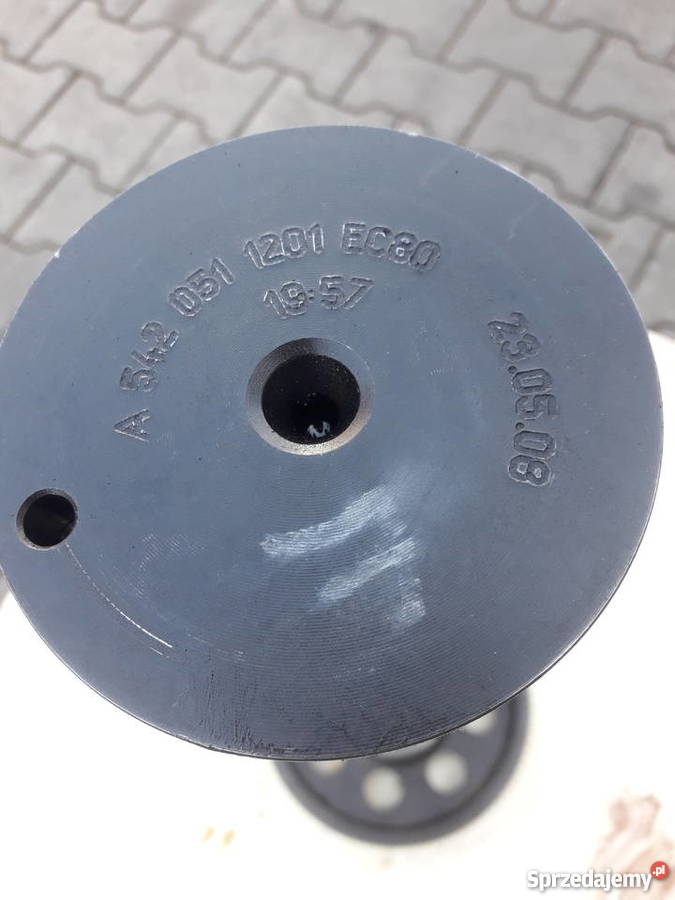 A 542 051 1201 EC80
19:57
23.05.08
Sprzedajemy.pl